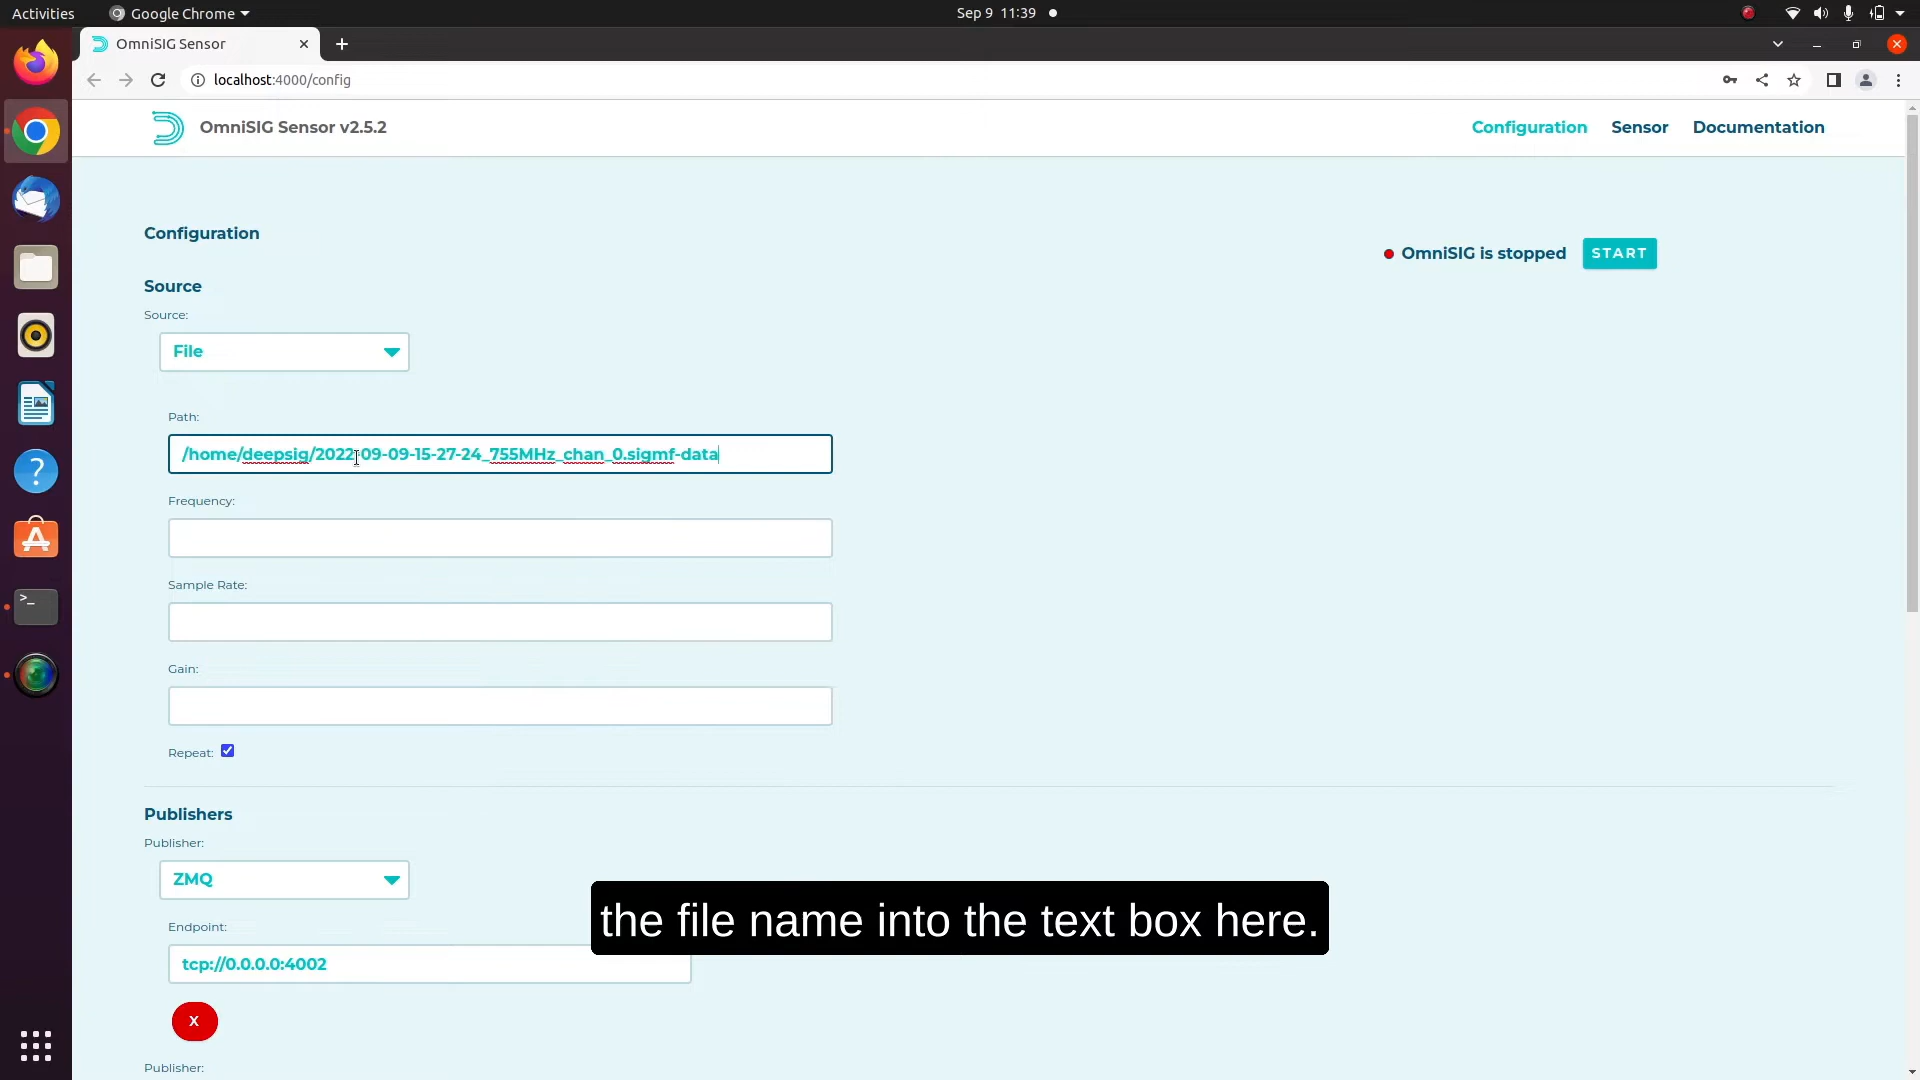 Activities
Google Chrome
Sep 9 11:39
OmniSIG Sensor
localhost:4000/config
OmniSIG Sensor v2.5.2
Configuration
Sensor
Documentation
Configuration
OmniSIG is stopped
START
Source
Source:
File
Path:
/home/deepsig/2022-09-09-15-27-24_755MHz_chan_0.sigmf-data
Frequency:
Sample Rate:
Gain:
Repeat:
Publishers
Publisher:
ZMQ
the file name into the text box here.
Endpoint:
tcp://0.0.0.0:4002
X
Publisher: